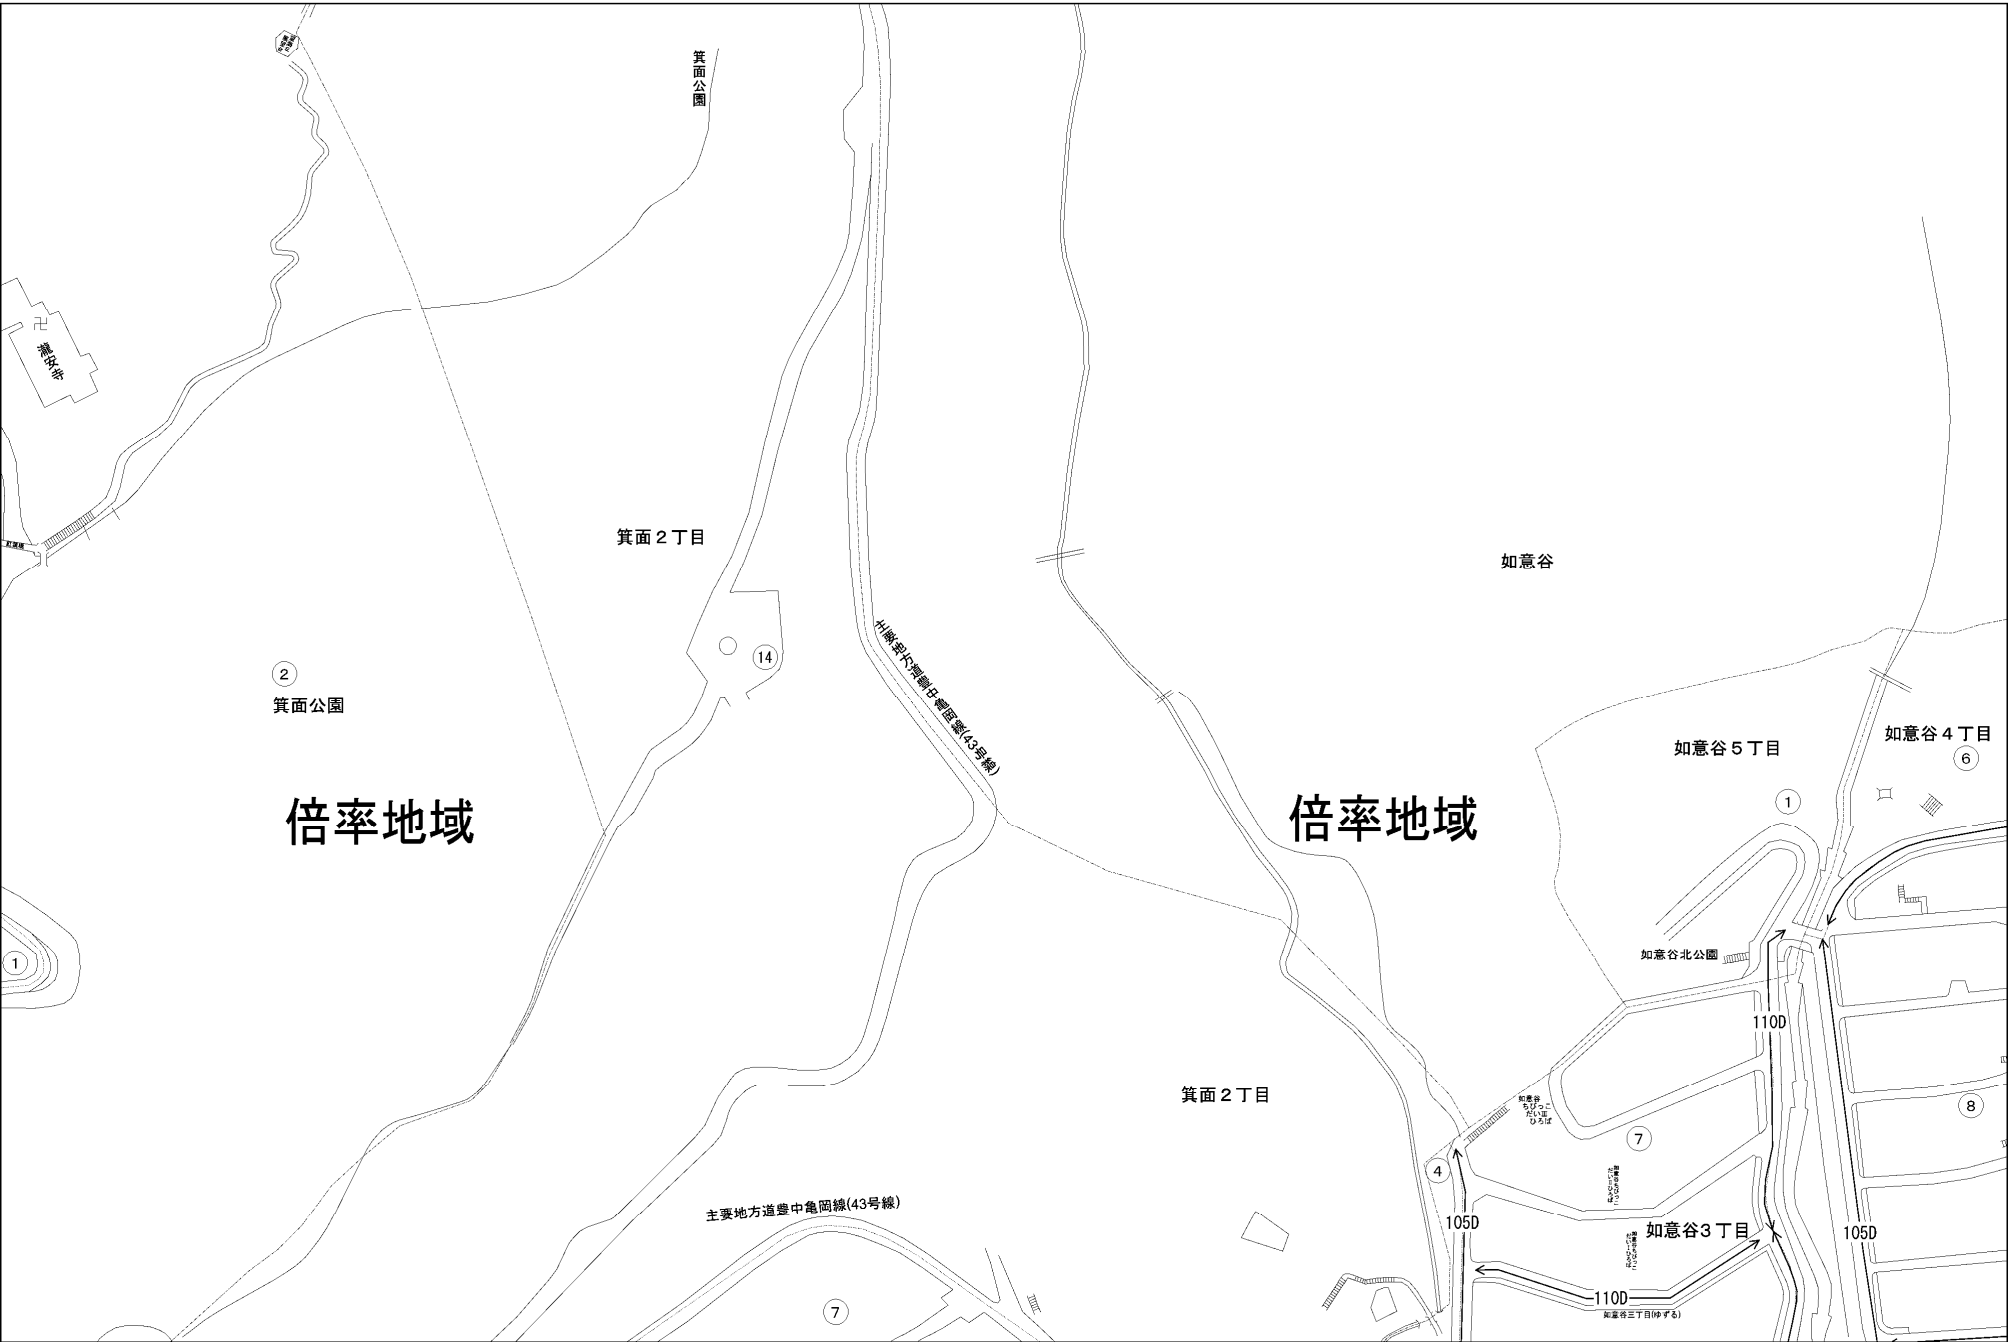 箕面公園
卍
瀧安寺
箕面２丁目
如意谷
14
2
箕面公園
主要地方道豊中亀岡線(43号線)
如意谷５丁目
如意谷４丁目
6
1
倍率地域
倍率地域
如意谷北公園
1
110D
箕面２丁目
如意谷
ちびっこ
だいⅢ
ひろば
8
7
4
主要地方道豊中亀岡線(43号線)
105D
如意谷3丁目
105D
110D
如意谷三丁目(ゆずる)
7